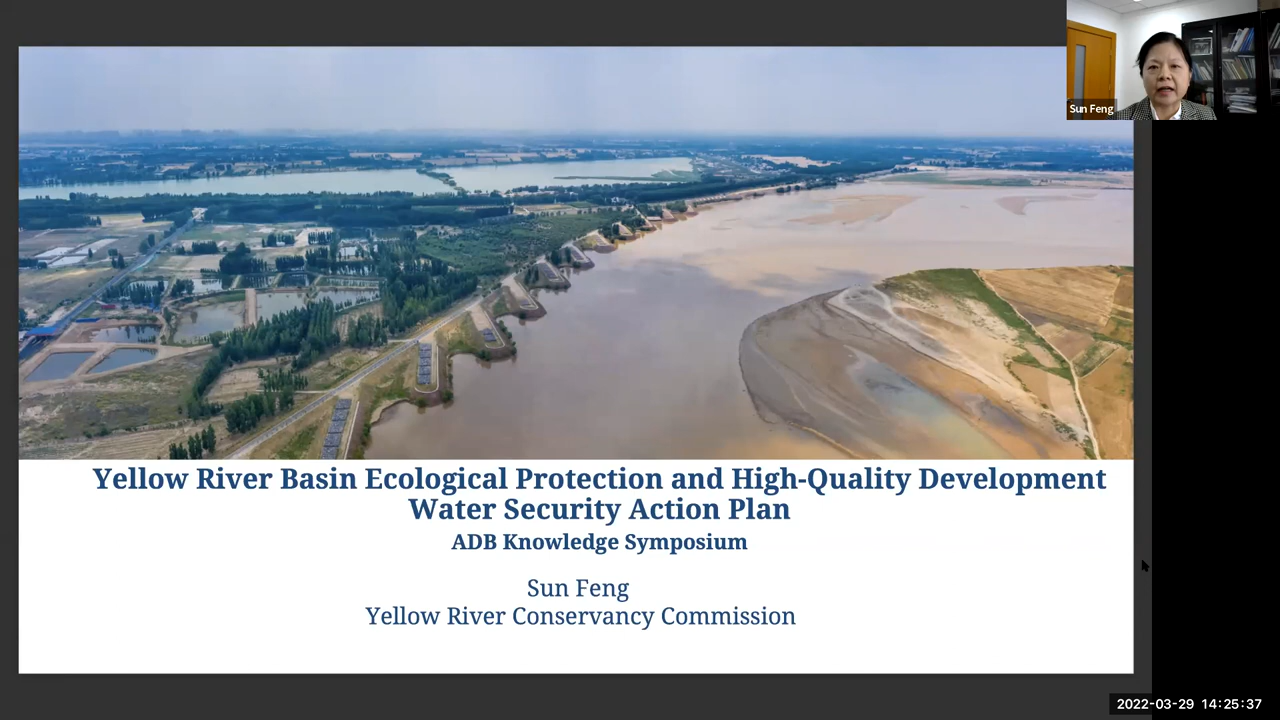 Sun Feng
Yellow River Basin Ecological Protection and High-Quality Development
Water Security Action Plan
ADB Knowledge Symposium
Sun Feng
Yellow River Conservancy Commission
2022-03-29 14:25:37